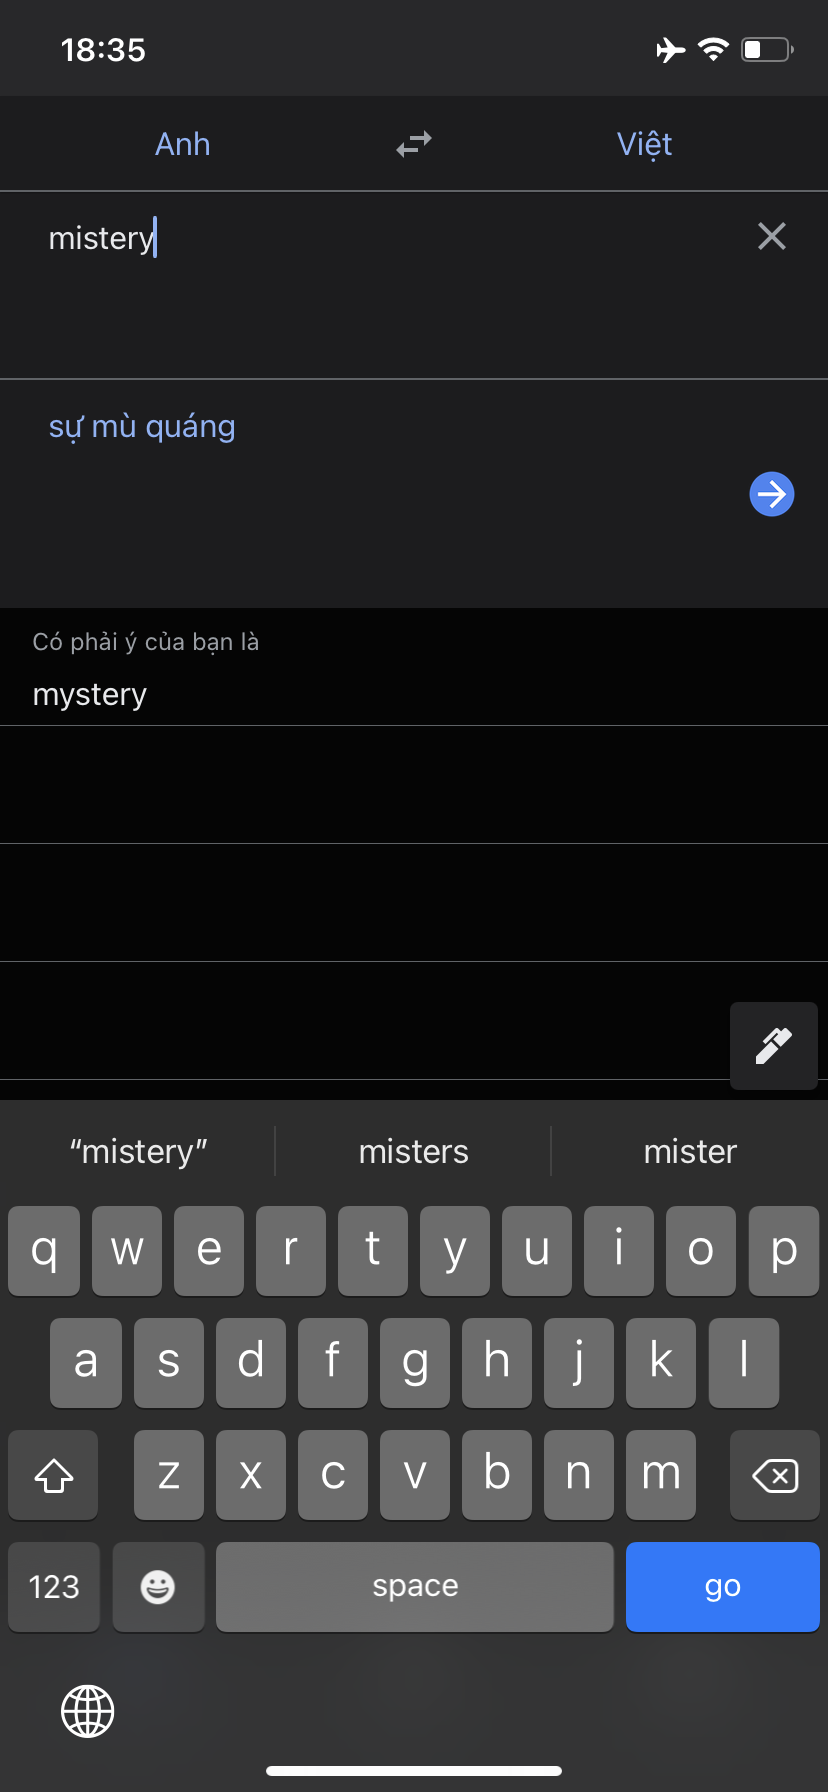 18:35
Anh Việt
mistery
sự mù quáng
Có phải ý của bạn là
mystery
“mistery” misters mister
q w e r t y u i o p
a s d f g h j k l
z x c v b n m
123 space go